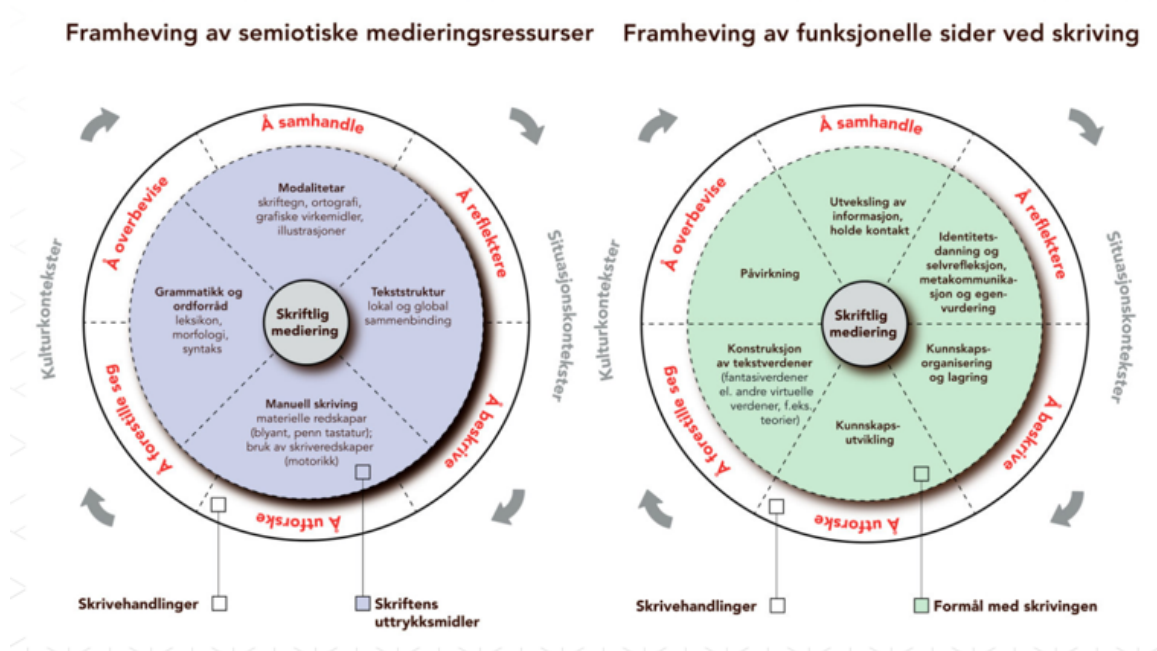 Framheving av semiotiske medieringsressurser
Kulturkontekster
Situasjonskontekster
Å samhandle
Å reflektere
Å beskrive
Å utforske
Å forestille seg
Å overbevise
Modalitetar
skriftegn, ortografi,
grafiske virkemidler,
illustrasjoner
Grammatikk og
ordforråd
leksikon,
morfologi,
syntaks
Skriftlig
mediering
Tekststruktur
lokal og global
sammenbinding
Manuell skriving
materielle redskapar
(blyant, penn tastatur);
bruk av skriveredskaper
(motorikk)
Skrivehandlinger
Skriftens
uttrykksmidler
Framheving av funksjonelle sider ved skriving
Kulturkontekster
Situasjonskontekster
Å samhandle
Å reflektere
Å beskrive
Å utforske
Å forestille seg
Å overbevise
Utveksling av
informasjon,
holde kontakt
Identitets-
danning og
selvrefleksjon,
metakommunika-
sjon og egen-
vurdering
Påvirkning
Skriftlig
mediering
Konstruksjon
av tekstverdener
(fantasiverdener
el. andre virtuelle
verdener, f.eks.
teorier)
Kunnskaps-
organisering
og lagring
Kunnskaps-
utvikling
Skrivehandlinger
Formål med skrivingen